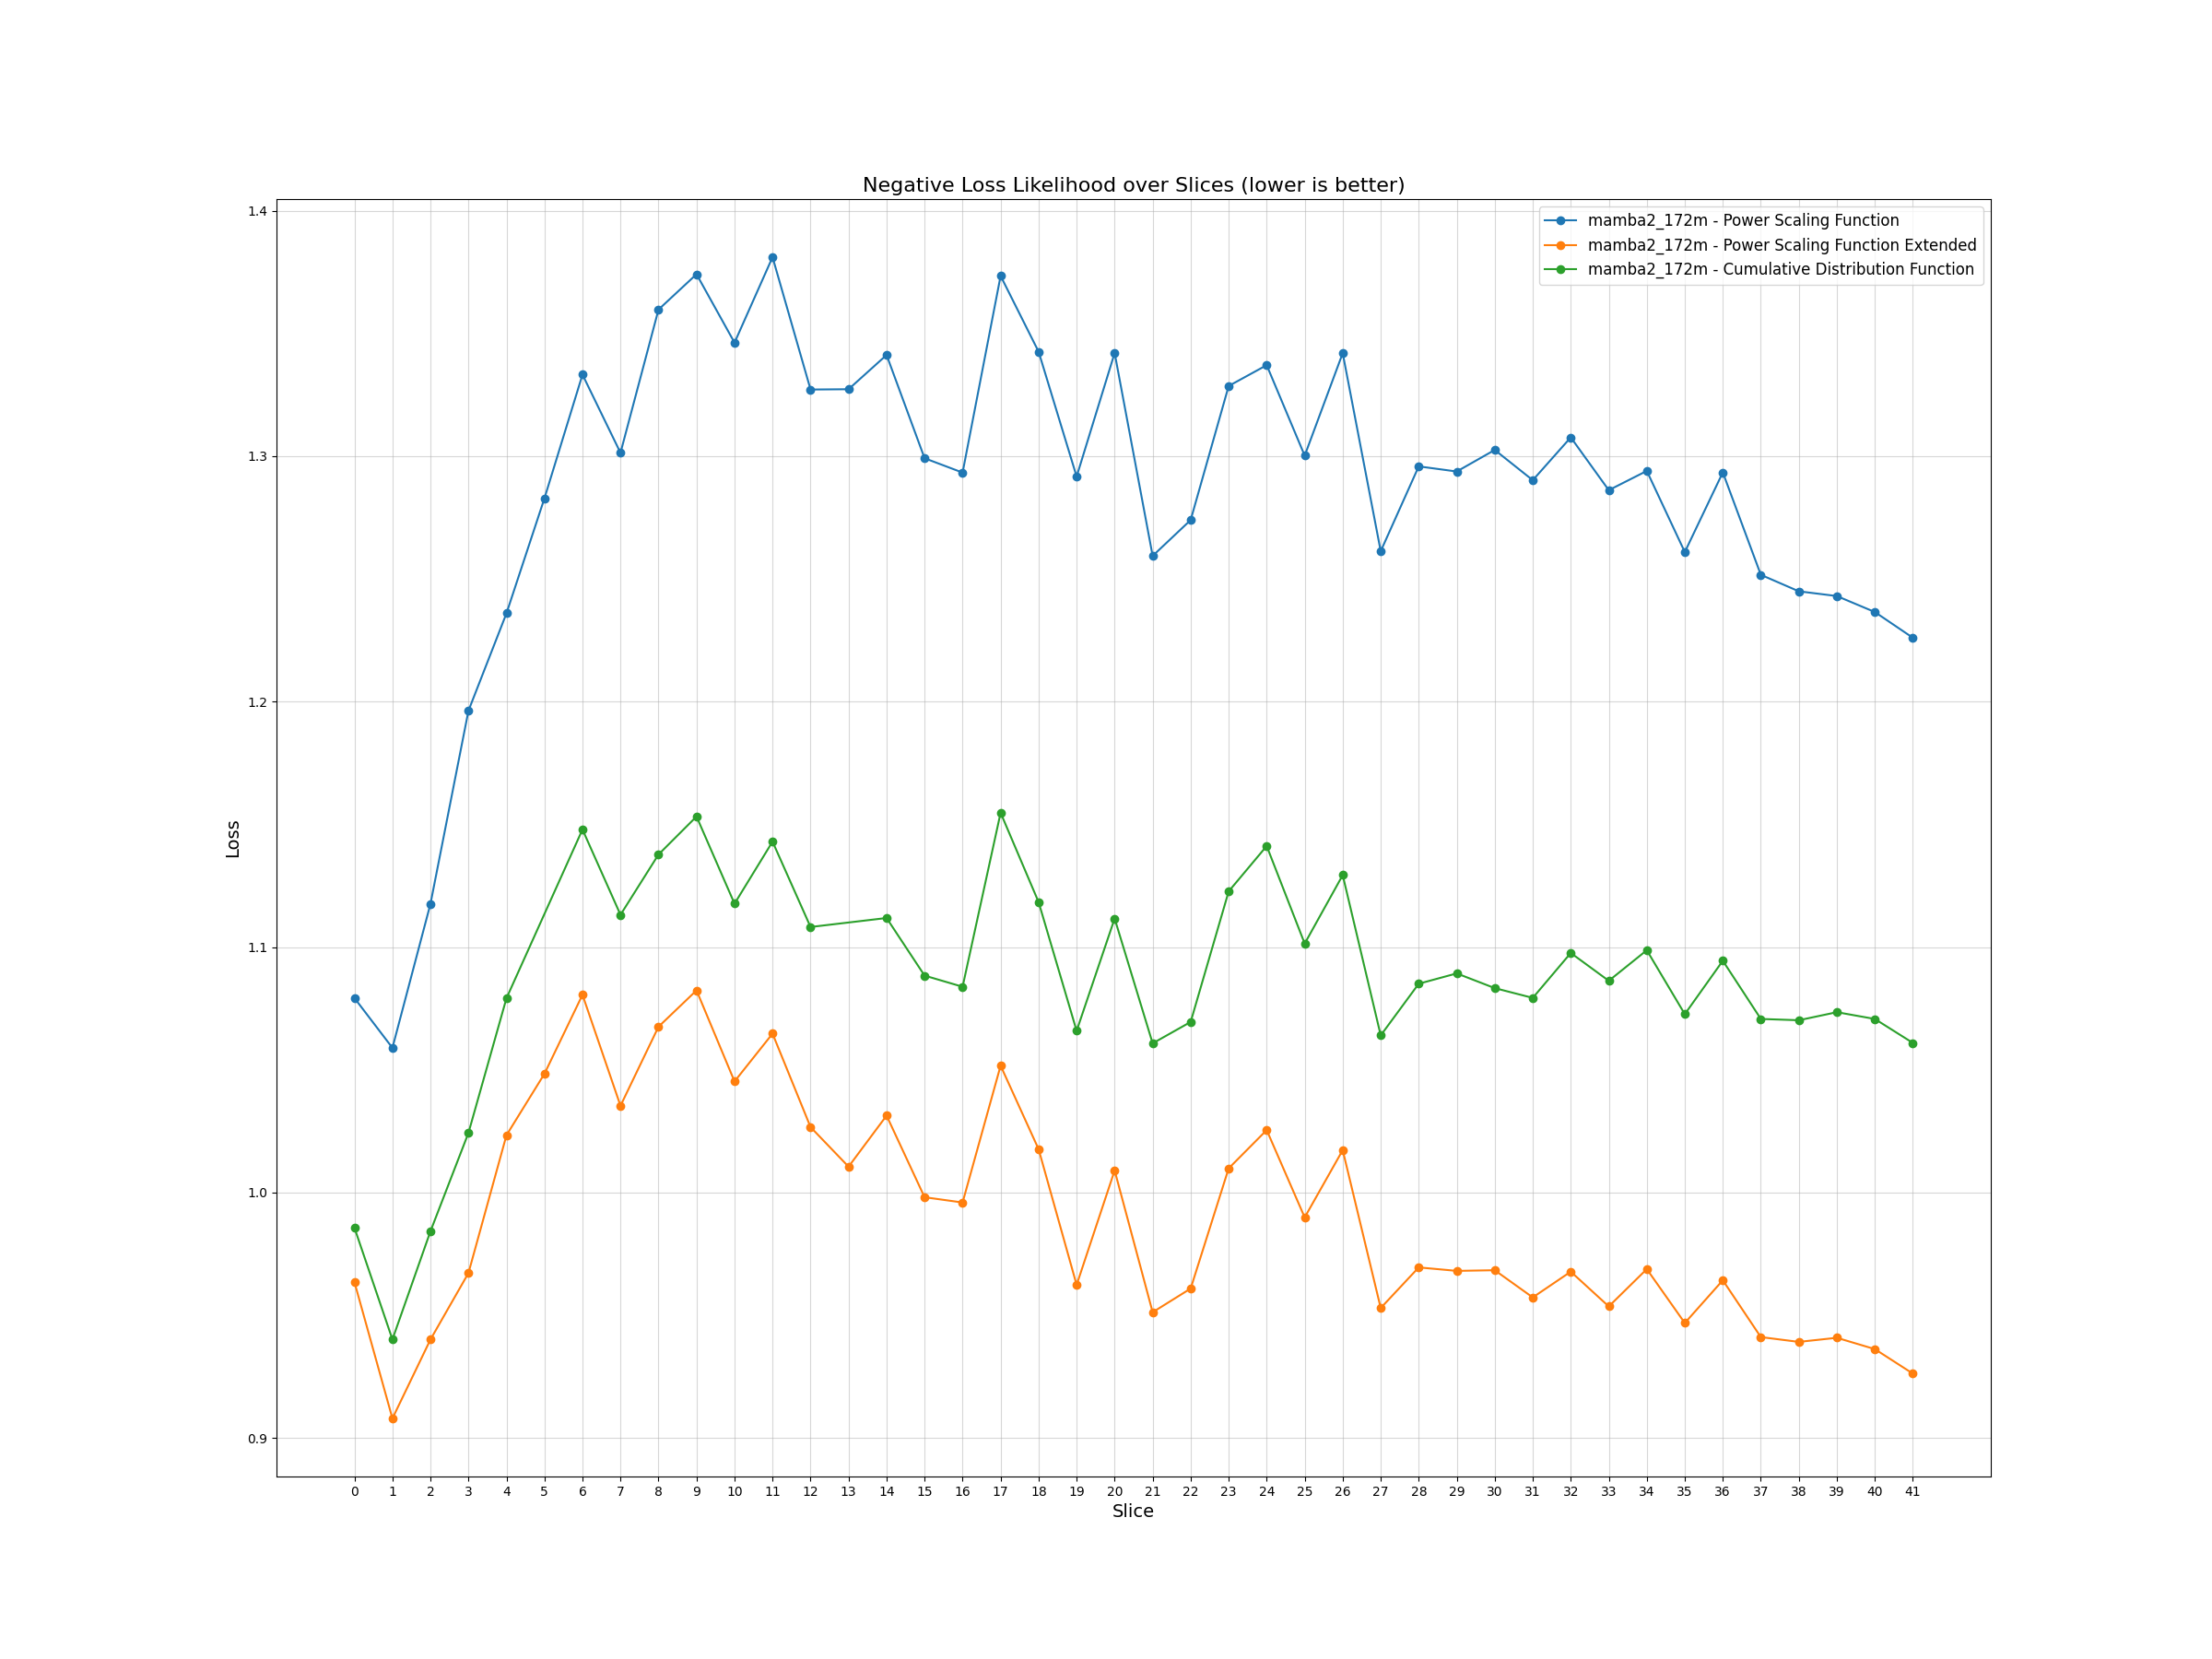 Negative Loss Likelihood over Slices (lower is better)
mamba2_172m - Power Scaling Function
mamba2_172m - Power Scaling Function Extended
mamba2_172m - Cumulative Distribution Function
1.4
1.3
1.2
1.1
1.0
0.9
Loss
0 1 2 3 4 5 6 7 8 9 10 11 12 13 14 15 16 17 18 19 20 21 22 23 24 25 26 27 28 29 30 31 32 33 34 35 36 37 38 39 40 41
Slice